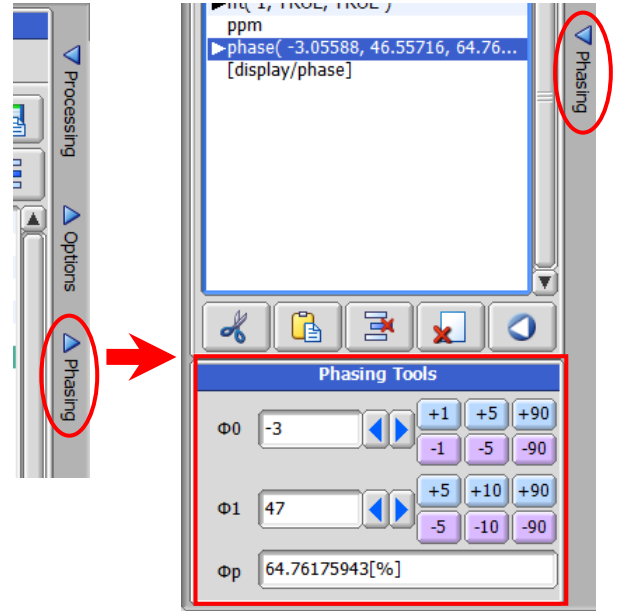 Processing
Options
Phasing
ppm
phase( -3.05588, 46.55716, 64.76...
[display/phase]
Phasing
Phasing Tools
Φ0 -3 +1 +5 +90
-1 -5 -90
Φ1 47 +5 +10 +90
-5 -10 -90
Φp 64.76175943[%]